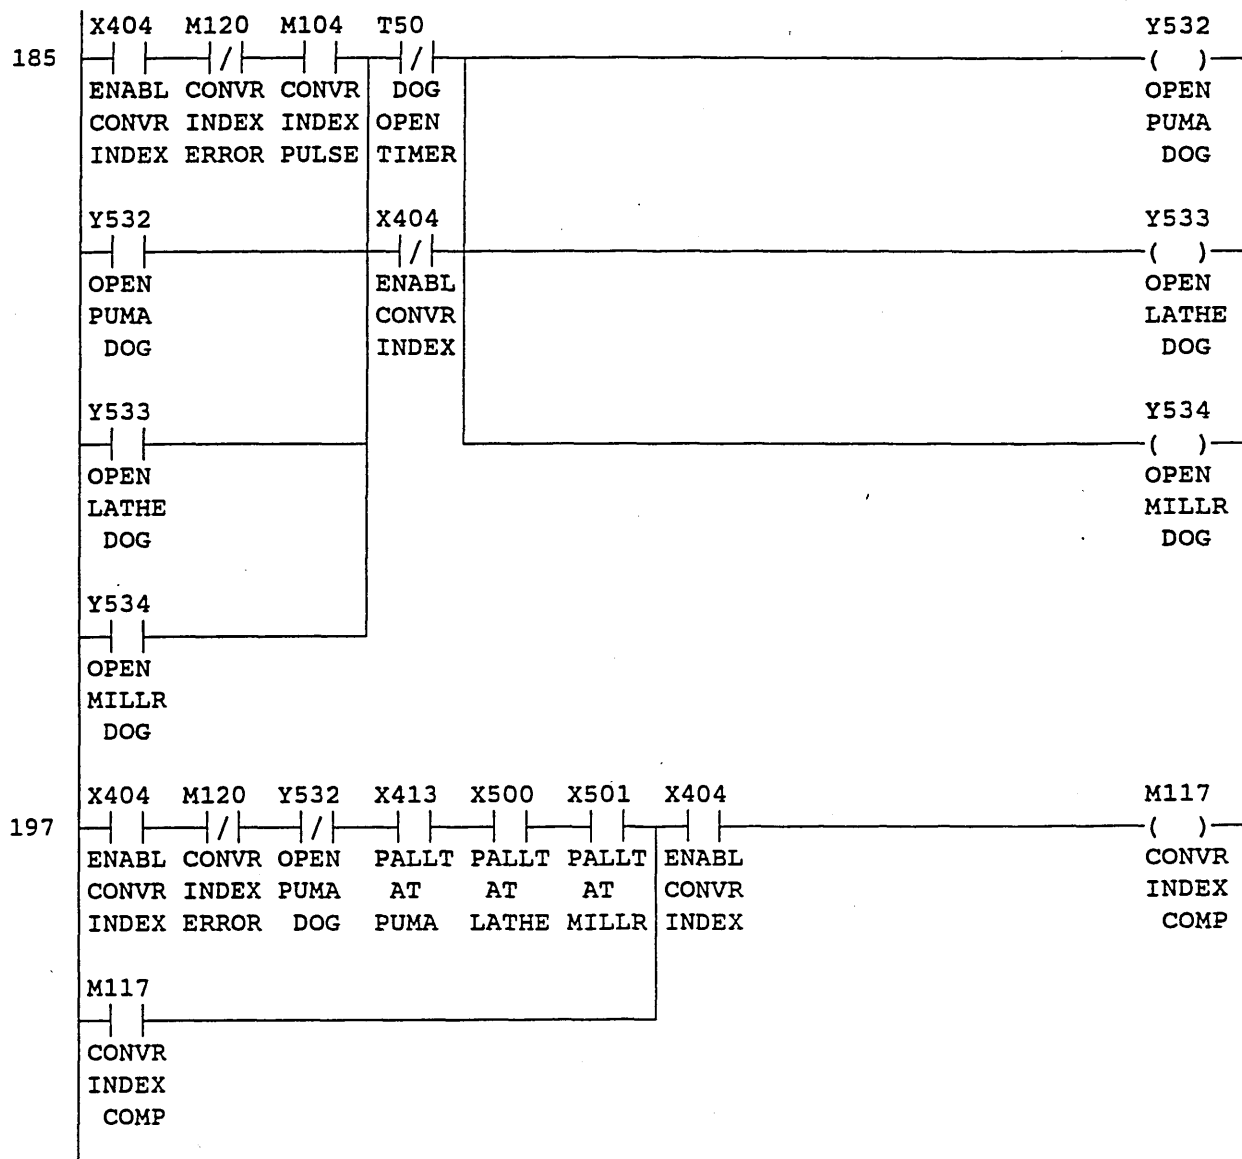 X404 M120 M104 T50 Y532
185
ENABL CONVR CONVR DOG OPEN
CONVR INDEX INDEX OPEN PUMA
INDEX ERROR PULSE TIMER DOG
Y532 X404 Y533
OPEN ENABL OPEN
PUMA CONVR LATHE
DOG INDEX DOG
Y533 Y534
OPEN OPEN
LATHE MILLR
DOG DOG
Y534
OPEN
MILLR
DOG
X404 M120 Y532 X413 X500 X501 X404 M117
197
ENABL CONVR OPEN PALLT PALLT PALLT ENABL CONVR
CONVR INDEX PUMA AT AT AT CONVR INDEX
INDEX ERROR DOG PUMA LATHE MILLR INDEX COMP
M117
CONVR
INDEX
COMP